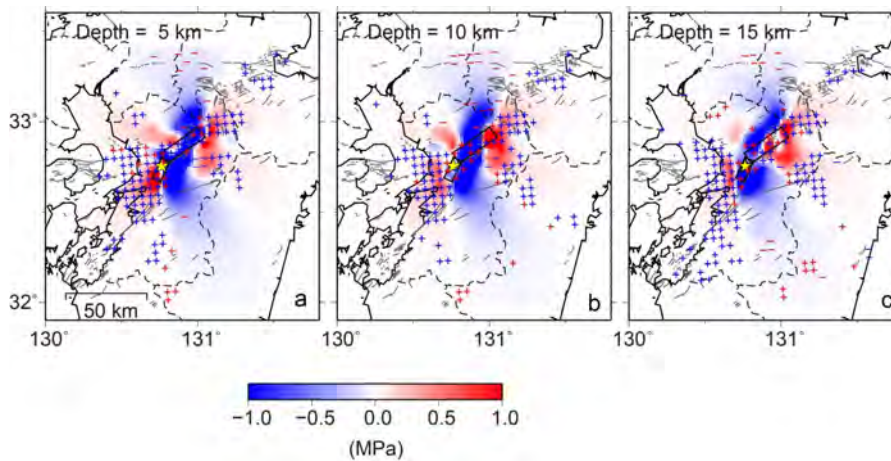 Depth = 5 km
Depth = 10 km
Depth = 15 km
33°
32°
50 km
a
b
c
130°
131°
130°
131°
130°
131°
−1.0
−0.5
0.0
0.5
1.0
(MPa)